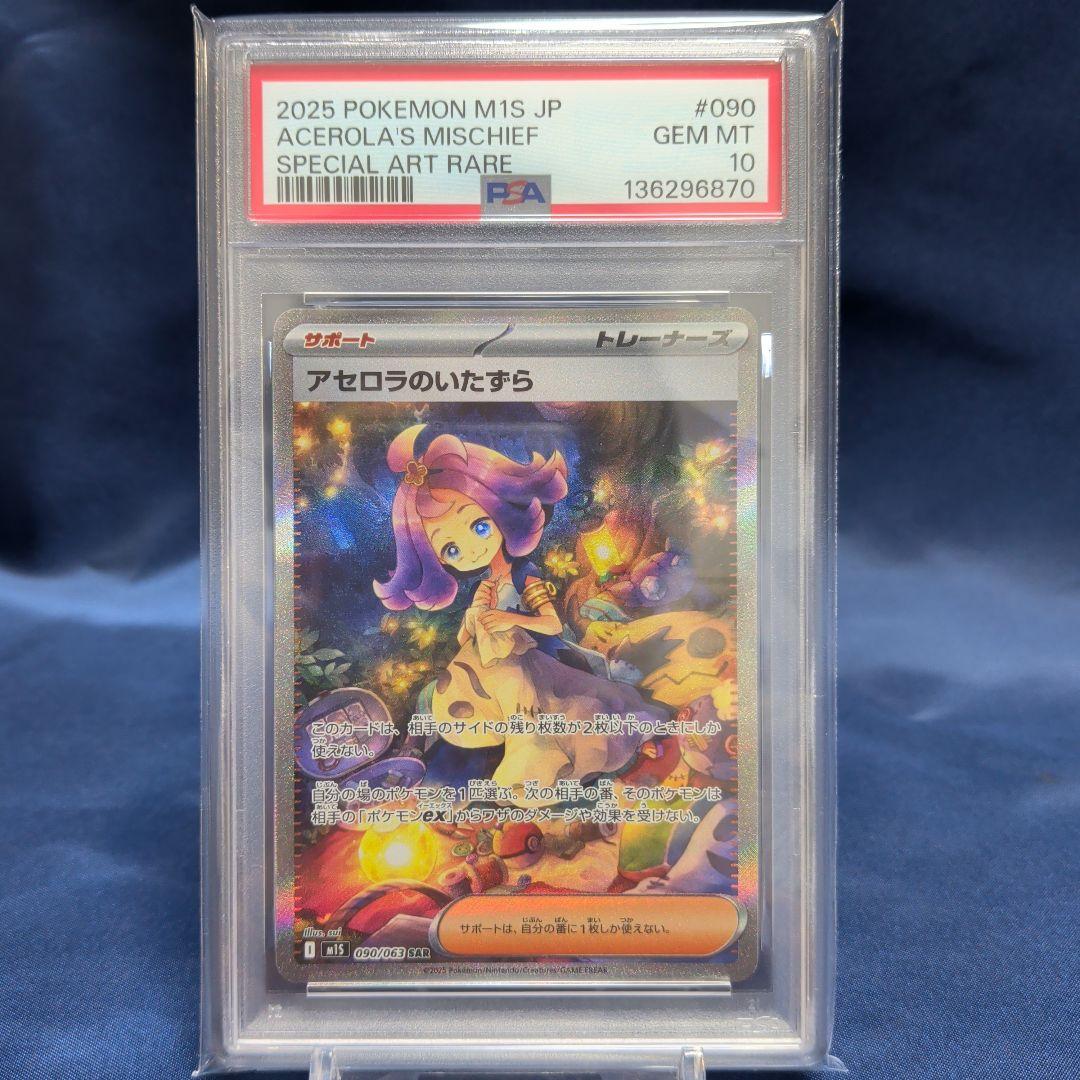 2025 POKEMON M1S JP #090
ACEROLA'S MISCHIEF GEM MT
SPECIAL ART RARE 10
PSA 136296870
サポート トレーナーズ
アセロラのいたずら
このカードは、相手のサイドの残り枚数が2枚以下のときにしか
使えない。
自分の場のポケモンを1匹選ぶ。次の相手の番、そのポケモンは
相手の「ポケモンex」からワザのダメージや効果を受けない。
サポートは、自分の番に1枚しか使えない。
Illus. sui
I M1S 090/063 SAR
©2025 Pokémon/Nintendo/Creatures/GAME FREAK